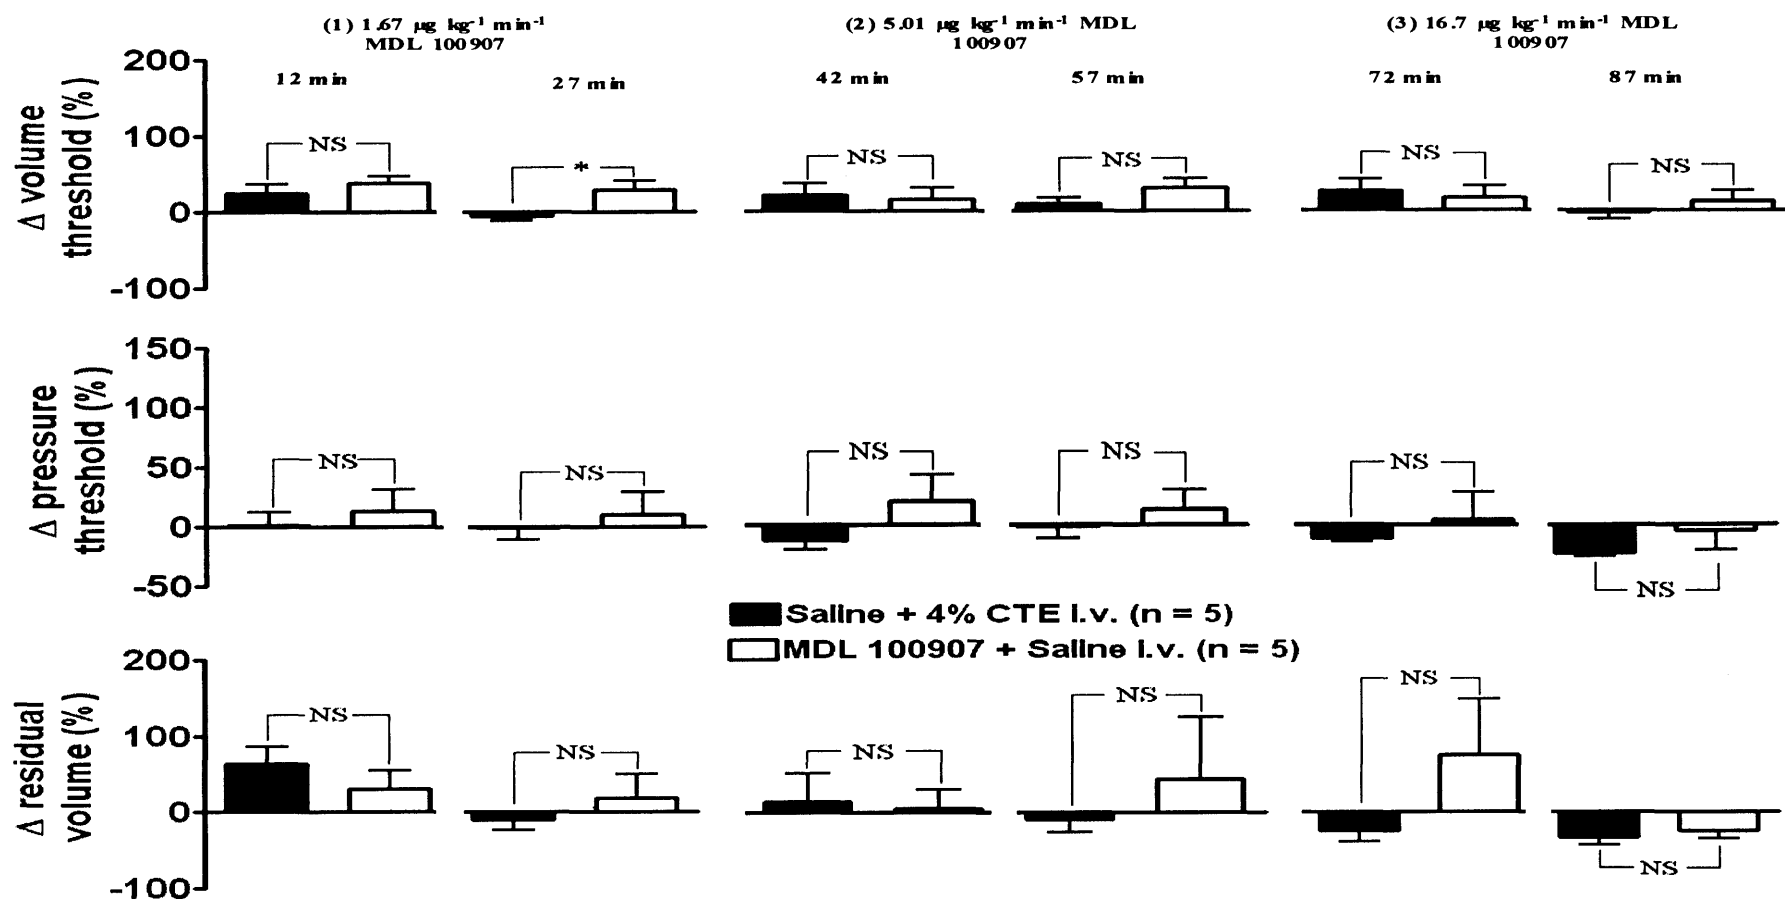 (1) 1.67 µg kg⁻¹ min⁻¹
MDL 100907
(2) 5.01 µg kg⁻¹ min⁻¹ MDL
100907
(3) 16.7 µg kg⁻¹ min⁻¹ MDL
100907
12 min
27 min
42 min
57 min
72 min
87 min
Δ volume
threshold (%)
200
100
0
-100
NS
*
NS
NS
NS
NS
Δ pressure
threshold (%)
150
100
50
0
-50
NS
NS
NS
NS
NS
NS
Saline + 4% CTE i.v. (n = 5)
MDL 100907 + Saline i.v. (n = 5)
Δ residual
volume (%)
200
100
0
-100
NS
NS
NS
NS
NS
NS